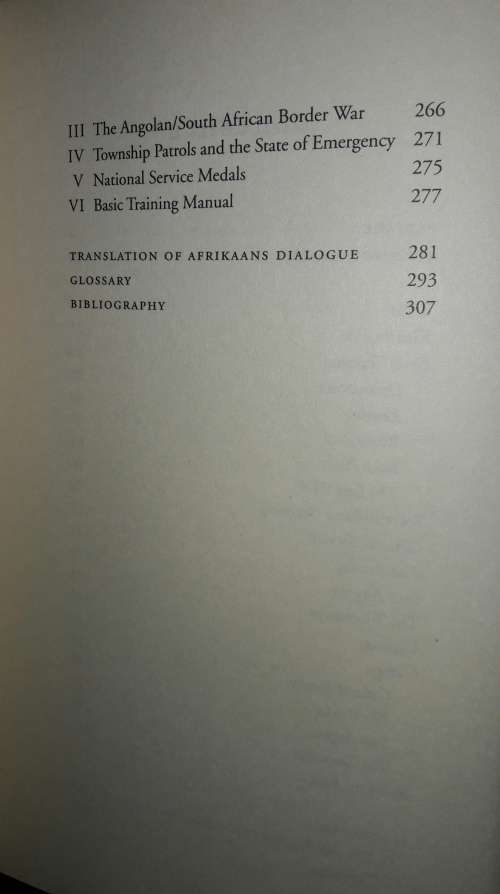 III The Angolan/South African Border War 266
IV Township Patrols and the State of Emergency 271
V National Service Medals 275
VI Basic Training Manual 277
TRANSLATION OF AFRIKAANS DIALOGUE 281
GLOSSARY 293
BIBLIOGRAPHY 307